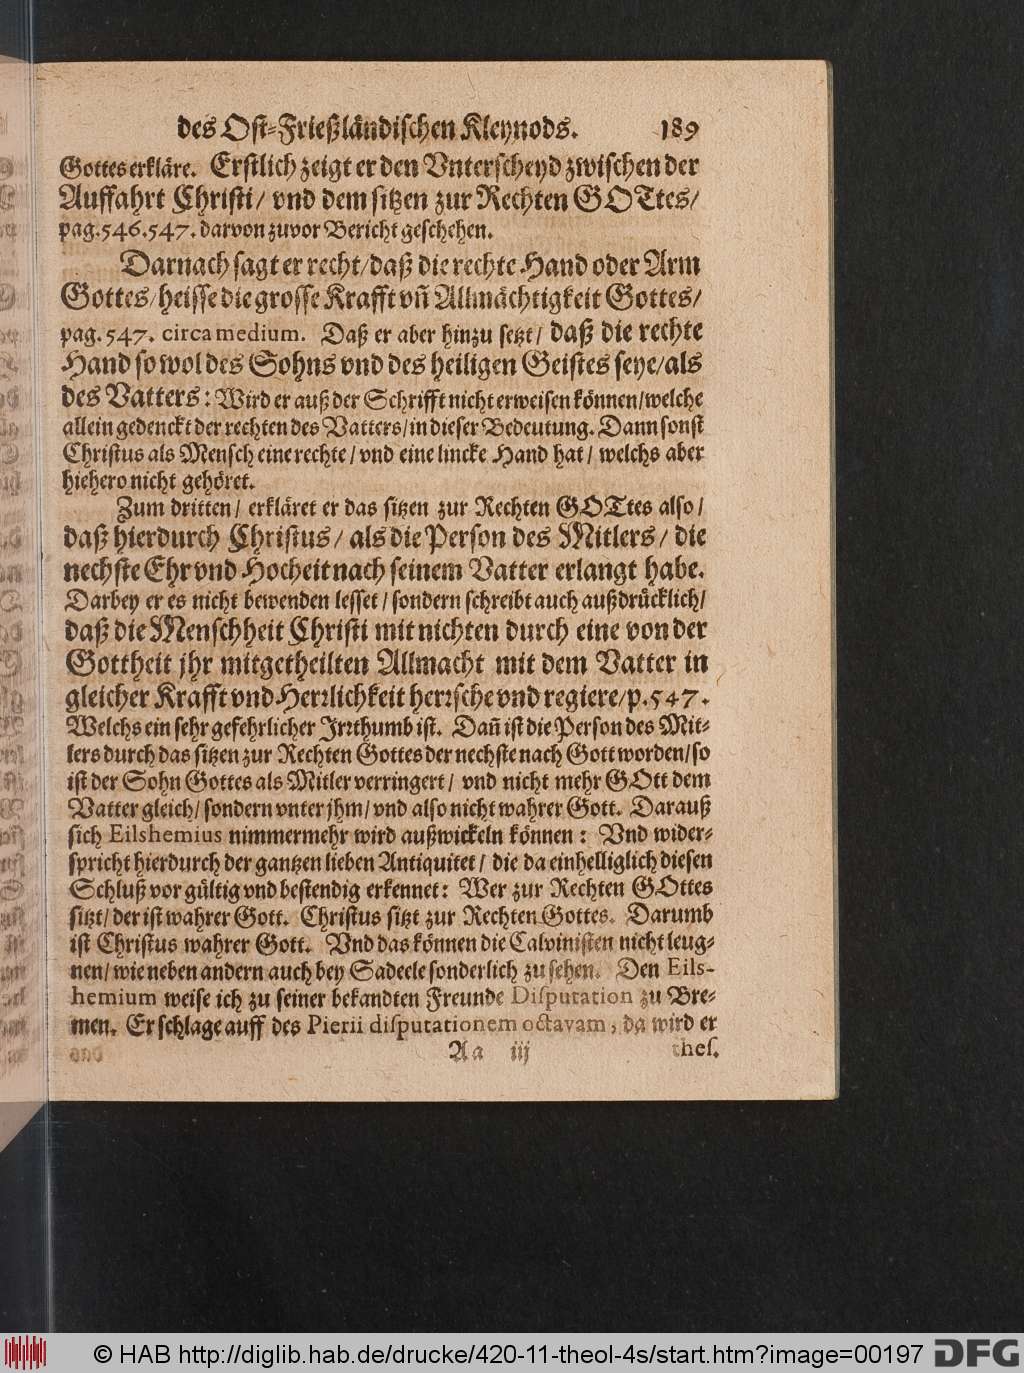 des Ost-Frießländischen Kleynods. 189
Gottes erkläre. Erstlich zeigt er den Vnterscheyd zwischen der
Auffahrt Christi / vnd dem sitzen zur Rechten GOTtes /
pag. 546. 547. darvon zuvor Bericht geschehen.
Darnach sagt er recht / daß die rechte Hand oder Arm
Gottes / heisse die grosse Krafft vñ Allmächtigkeit Gottes /
pag. 547. circa medium. Daß er aber hinzu setzt / daß die rechte
Hand so wol des Sohns vnd des heiligen Geistes seye / als
des Vatters : Wird er auß der Schrifft nicht erweisen können / welche
allein gedenckt der rechten des Vatters / in dieser Bedeutung. Dann sonst
Christus als Mensch eine rechte / vnd eine lincke Hand hat / welchs aber
hiehero nicht gehöret.
Zum dritten / erkläret er das sitzen zur Rechten GOTtes also /
daß hierdurch Christus / als die Person des Mitlers / die
nechste Ehr vnd Hocheit nach seinem Vatter erlangt habe.
Darbey er es nicht bewenden lesset / sondern schreibt auch außdrücklich /
daß die Menschheit Christi mit nichten durch eine von der
Gottheit jhr mitgetheilten Allmacht mit dem Vatter in
gleicher Krafft vnd Herrlichkeit herrsche vnd regiere / p. 547.
Welchs ein sehr gefehrlicher Irrthumb ist. Dañ ist die Person des Mit-
lers durch das sitzen zur Rechten Gottes der nechste nach Gott worden / so
ist der Sohn Gottes als Mitler verringert / vnd nicht mehr GOtt dem
Vatter gleich / sondern vnter jhm / vnd also nicht wahrer Gott. Darauß
sich Eilshemius nimmermehr wird außwickeln können : Vnd wider-
spricht hierdurch der gantzen lieben Antiquitet / die da einhelliglich diesen
Schluß vor gültig vnd bestendig erkennet : Wer zur Rechten GOttes
sitzt / der ist wahrer Gott. Christus sitzt zur Rechten Gottes. Darumb
ist Christus wahrer Gott. Vnd das können die Calvinisten nicht leug-
nen / wie neben andern auch bey Sadeele sonderlich zu sehen. Den Eils-
hemium weise ich zu seiner bekandten Freunde Disputation zu Bre-
men. Er schlage auff des Pierii disputationem octavam, da wird er
Aa iij thes.
© HAB http://diglib.hab.de/drucke/420-11-theol-4s/start.htm?image=00197 DFG